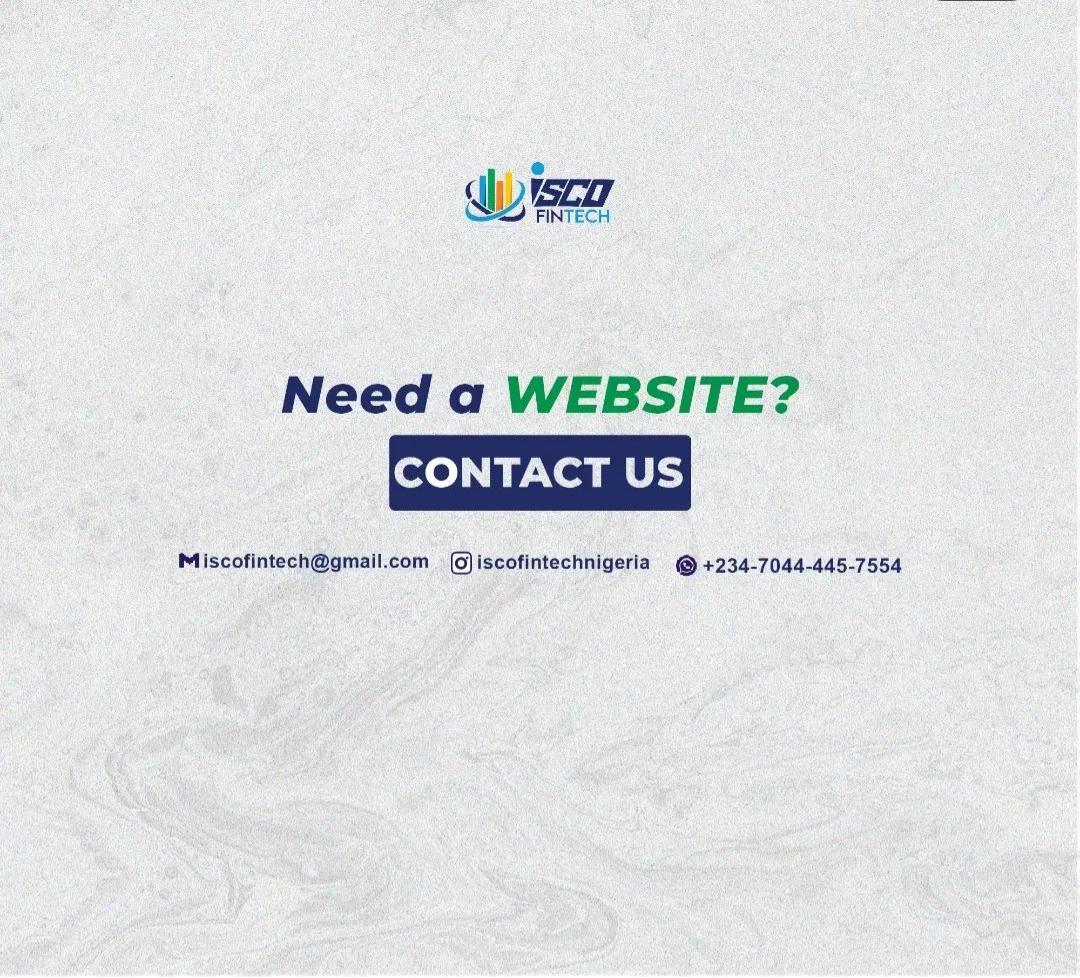 isco
FINTECH
Need a WEBSITE?
CONTACT US
iscofintech@gmail.com iscofintechnigeria +234-7044-445-7554